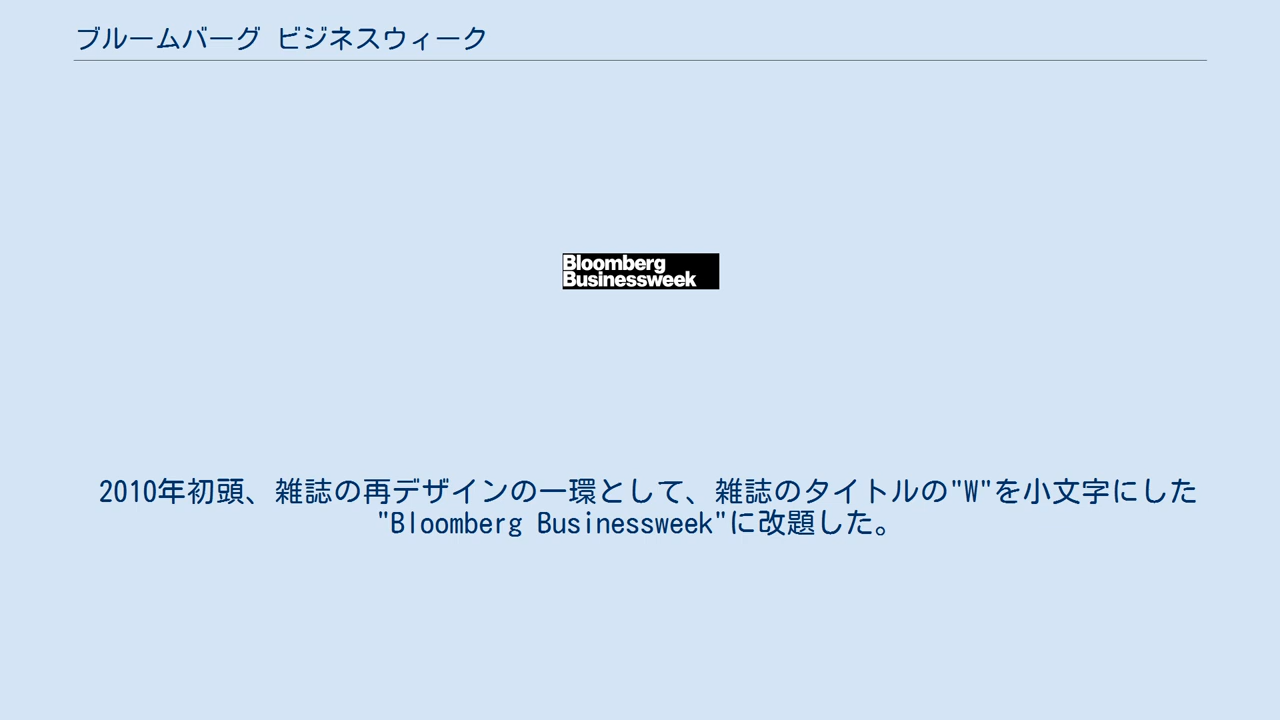 ブルームバーグ ビジネスウィーク
Bloomberg
Businessweek
2010年初頭、雑誌の再デザインの一環として、雑誌のタイトルの"W"を小文字にした
"Bloomberg Businessweek"に改題した。